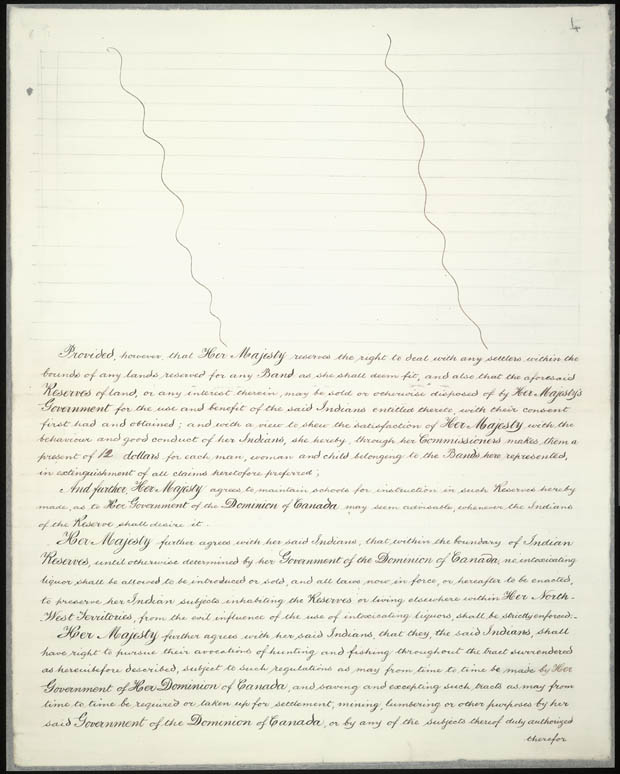 4
Provided, however, that Her Majesty reserves the right to deal with any settlers within the
bounds of any lands reserved for any Band as she shall deem fit, and also that the aforesaid
Reserves of land, or any interest therein, may be sold or otherwise disposed of by Her Majesty's
Government for the use and benefit of the said Indians entitled thereto, with their consent
first had and obtained; and with a view to shew the satisfaction of Her Majesty with the
behaviour and good conduct of her Indians, she hereby, through her Commissioners makes them a
present of 12 dollars for each man, woman and child belonging to the Bands here represented,
in extinguishment of all claims heretofore preferred;
And further, Her Majesty agrees to maintain schools for instruction in such Reserves hereby
made, as to Her Government of the Dominion of Canada may seem advisable, whenever the Indians
of the Reserve shall desire it.
Her Majesty further agrees with her said Indians, that, within the boundary of Indian
Reserves, until otherwise determined by her Government of the Dominion of Canada, no intoxicating
liquor shall be allowed to be introduced or sold, and all laws now in force, or hereafter to be enacted,
to preserve her Indian subjects inhabiting the Reserves or living elsewhere within Her North-
West Territories, from the evil influence of the use of intoxicating liquors, shall be strictly enforced:-
Her Majesty further agrees with her said Indians, that they, the said Indians, shall
have right to pursue their avocations of hunting and fishing throughout the tract surrendered
as hereinbefore described, subject to such regulations as may from time to time be made by Her
Government of Her Dominion of Canada, and saving and excepting such tracts as may from
time to time be required or taken up for settlement, mining, lumbering or other purposes by her
said Government of the Dominion of Canada, or by any of the subjects thereof duly authorized
therefor